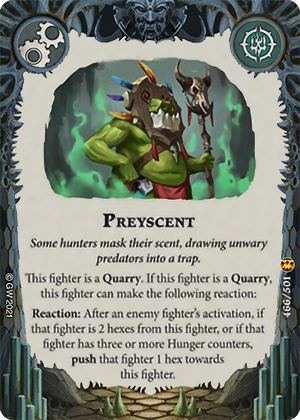 PREYSCENT
Some hunters mask their scent, drawing unwary
predators into a trap.
This fighter is a Quarry. If this fighter is a Quarry,
this fighter can make the following reaction:
Reaction: After an enemy fighter's activation, if
that fighter is 2 hexes from this fighter, or if that
fighter has three or more Hunger counters,
push that fighter 1 hex towards
this fighter.
© GW 2021
466/501